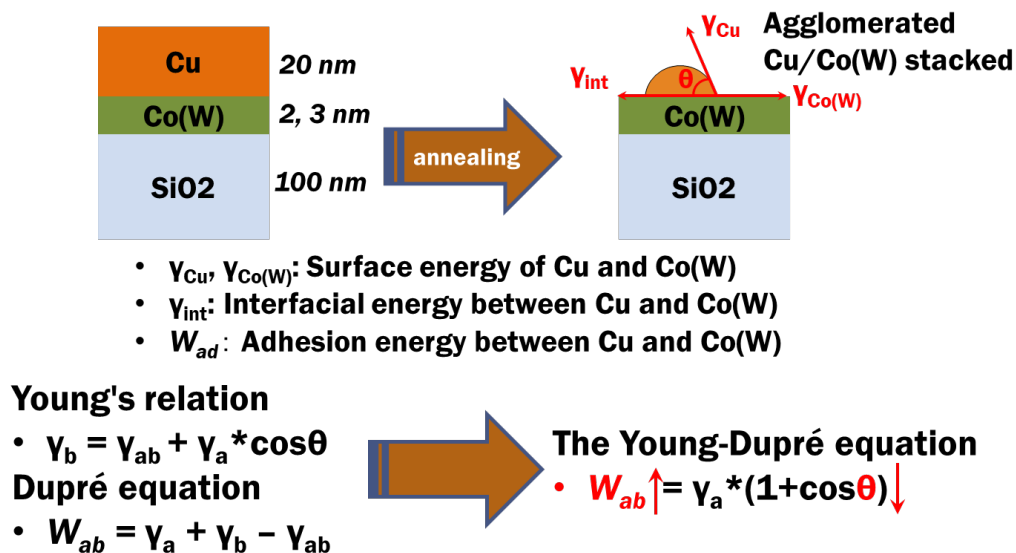 Cu
20 nm
Co(W)
2, 3 nm
SiO2
100 nm
annealing
γCu
Agglomerated
Cu/Co(W) stacked
γint
θ
γCo(W)
Co(W)
SiO2
• γCu, γCo(W): Surface energy of Cu and Co(W)
• γint: Interfacial energy between Cu and Co(W)
• Wad: Adhesion energy between Cu and Co(W)
Young's relation
• γb = γab + γa*cosθ
Dupré equation
• Wab = γa + γb – γab
The Young-Dupré equation
• Wab↑= γa*(1+cosθ)↓